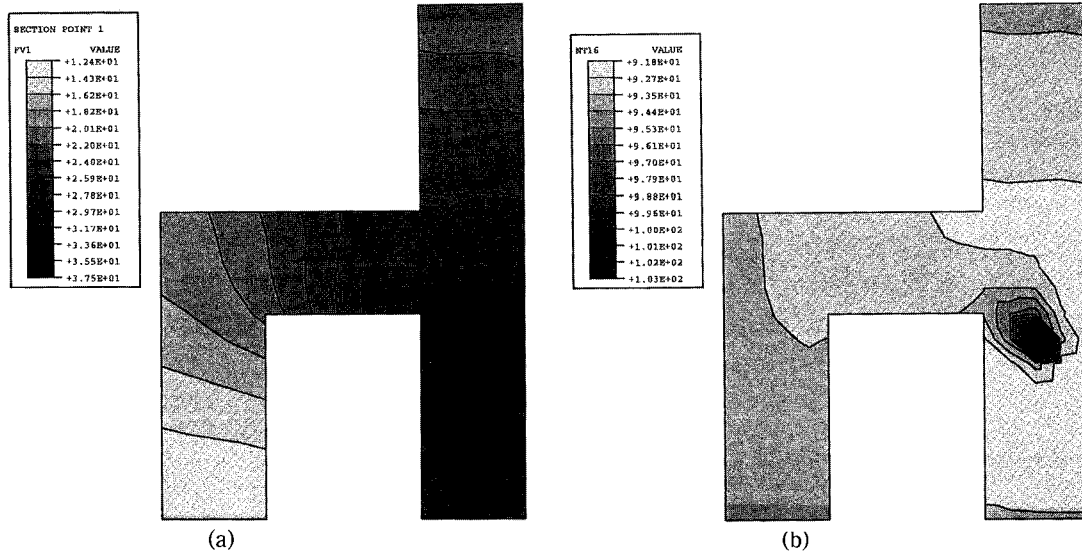 SECTION POINT 1
FV1 VALUE
+1.24E+01
+1.43E+01
+1.62E+01
+1.82E+01
+2.01E+01
+2.20E+01
+2.40E+01
+2.59E+01
+2.78E+01
+2.97E+01
+3.17E+01
+3.36E+01
+3.55E+01
+3.75E+01
(a)
NT16 VALUE
+9.18E+01
+9.27E+01
+9.35E+01
+9.44E+01
+9.53E+01
+9.61E+01
+9.70E+01
+9.79E+01
+9.88E+01
+9.96E+01
+1.00E+02
+1.01E+02
+1.02E+02
+1.03E+02
(b)